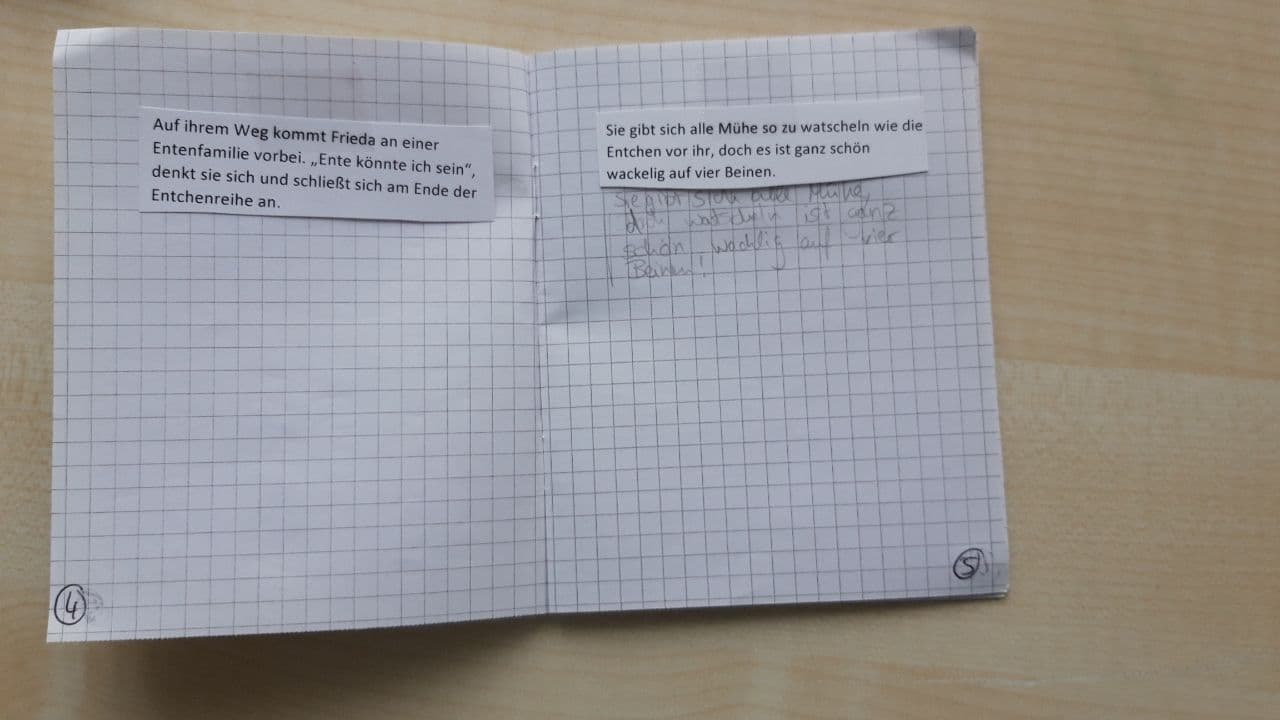 Auf ihrem Weg kommt Frieda an einer
Entenfamilie vorbei. „Ente könnte ich sein“,
denkt sie sich und schließt sich am Ende der
Entchenreihe an.
4
Sie gibt sich alle Mühe so zu watscheln wie die
Entchen vor ihr, doch es ist ganz schön
wackelig auf vier Beinen.
Sie gibt sich alle Mühe,
watscheln ist ganz
schön wacklig auf vier
Beinen!
5